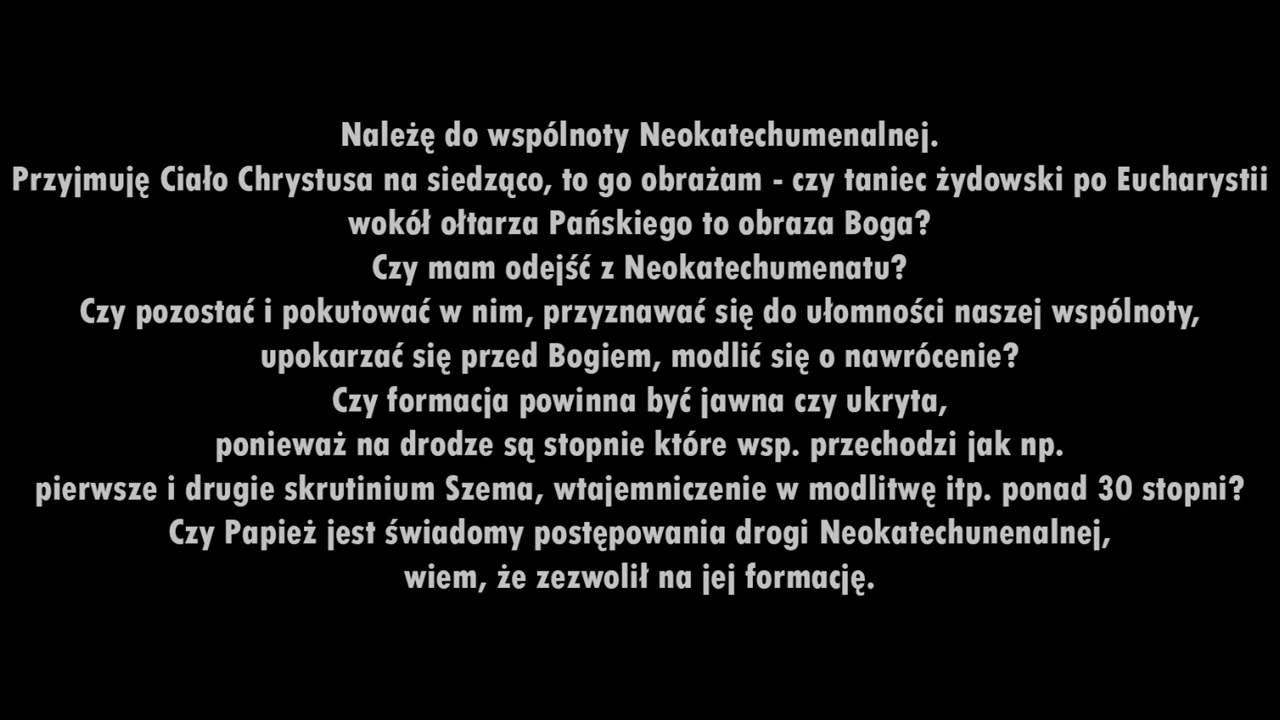 Należę do wspólnoty Neokatechumenalnej.
Przyjmuję Ciało Chrystusa na siedząco, to go obrażam - czy taniec żydowski po Eucharystii
wokół ołtarza Pańskiego to obraza Boga?
Czy mam odejść z Neokatechumenatu?
Czy pozostać i pokutować w nim, przyznawać się do ułomności naszej wspólnoty,
upokarzać się przed Bogiem, modlić się o nawrócenie?
Czy formacja powinna być jawna czy ukryta,
ponieważ na drodze są stopnie które wsp. przechodzi jak np.
pierwsze i drugie skrutinium Szema, wtajemniczenie w modlitwę itp. ponad 30 stopni?
Czy Papież jest świadomy postępowania drogi Neokatechunenalnej,
wiem, że zezwolił na jej formację.